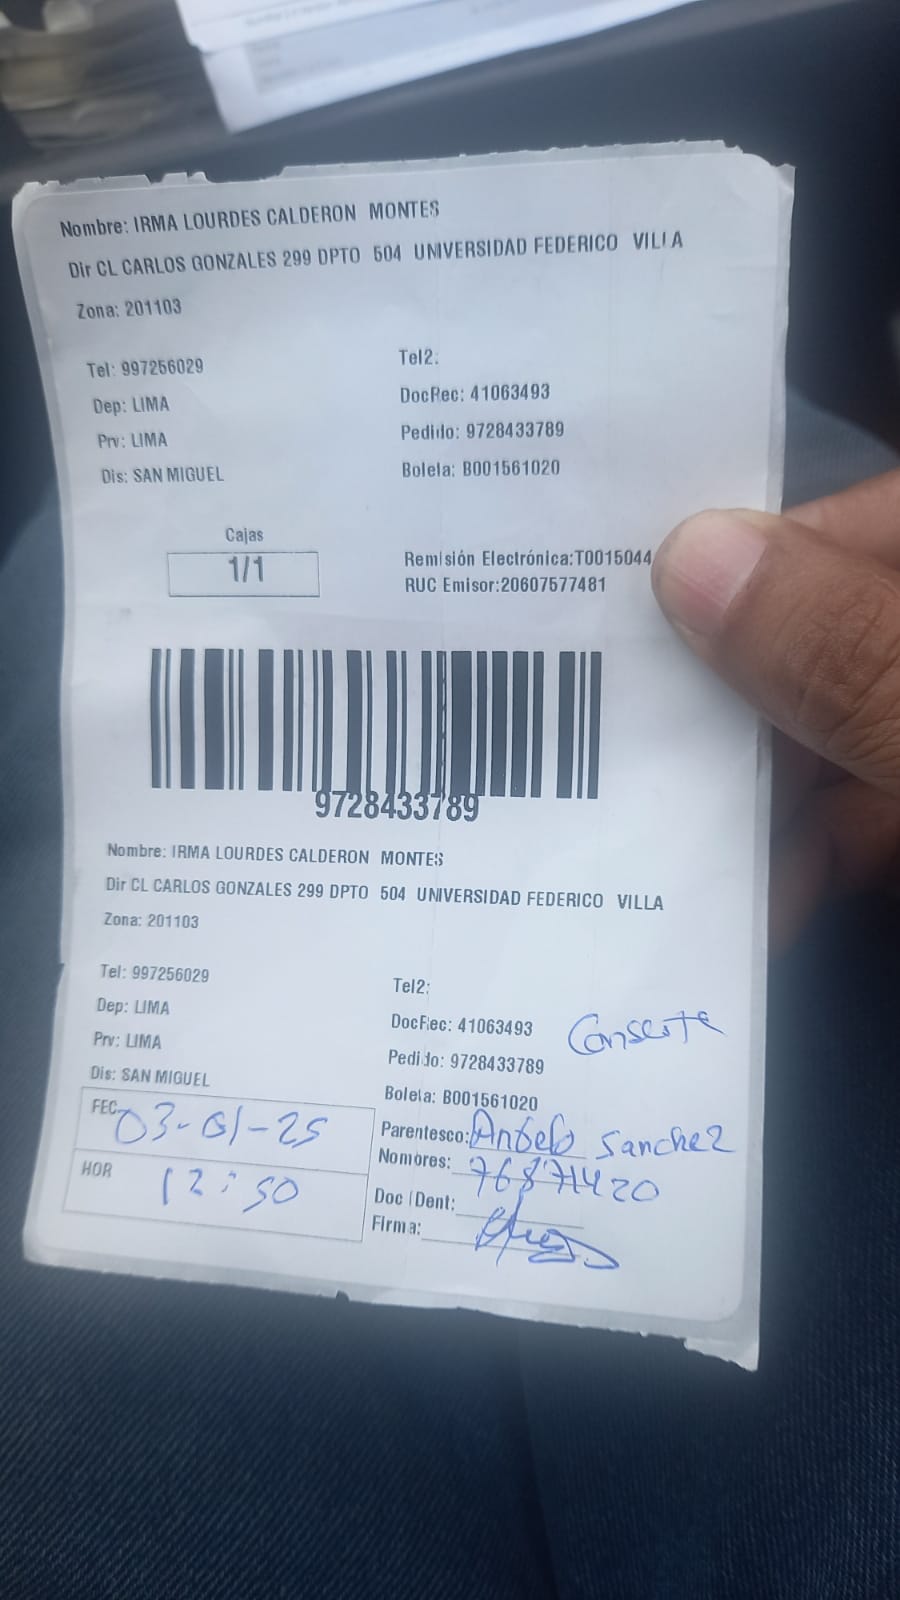 Nombre: IRMA LOURDES CALDERON MONTES
Dir CL CARLOS GONZALES 299 DPTO 504 UNIVERSIDAD FEDERICO VILLA
Zona: 201103
Tel: 997256029 Tel2:
Dep: LIMA DocRec: 41063493
Prv: LIMA Pedido: 9728433789
Dis: SAN MIGUEL Boleta: B001561020
Cajas
1/1
Remisión Electrónica:T0015044
RUC Emisor:20607577481
9728433789
Nombre: IRMA LOURDES CALDERON MONTES
Dir CL CARLOS GONZALES 299 DPTO 504 UNIVERSIDAD FEDERICO VILLA
Zona: 201103
Tel: 997256029 Tel2:
Dep: LIMA DocRec: 41063493
Prv: LIMA Pedido: 9728433789
Dis: SAN MIGUEL Boleta: B001561020
FEC 03-01-25 Parentesco: Angelo Sanchez
Nombres: 76871420
HOR 12:50 Doc Ident:
Firma: